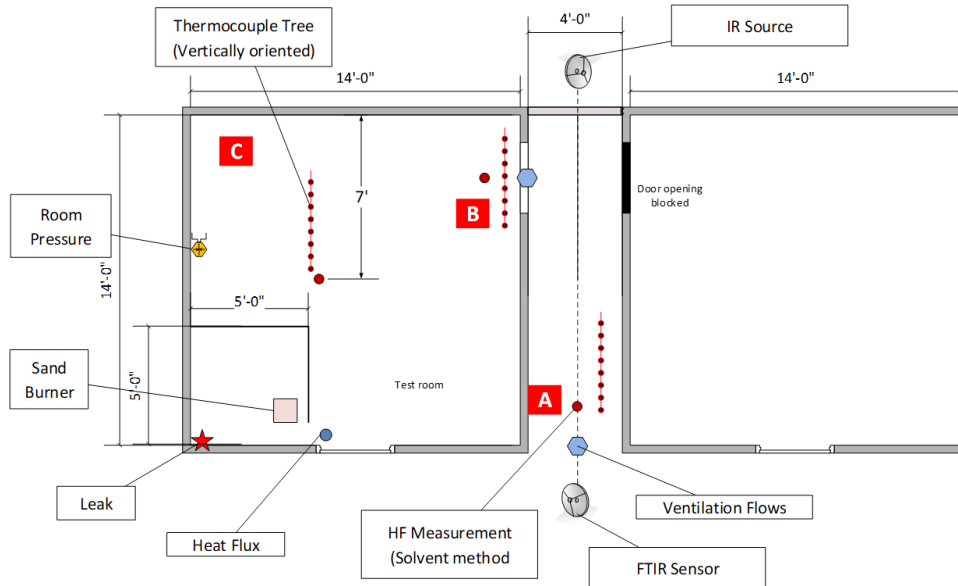 Thermocouple Tree
(Vertically oriented)
4'-0"
IR Source
14'-0"
14'-0"
C
7'
B
Door opening
blocked
Room
Pressure
14'-0"
5'-0"
Sand
Burner
5'-0"
Test room
A
Leak
Heat Flux
HF Measurement
(Solvent method
Ventilation Flows
FTIR Sensor